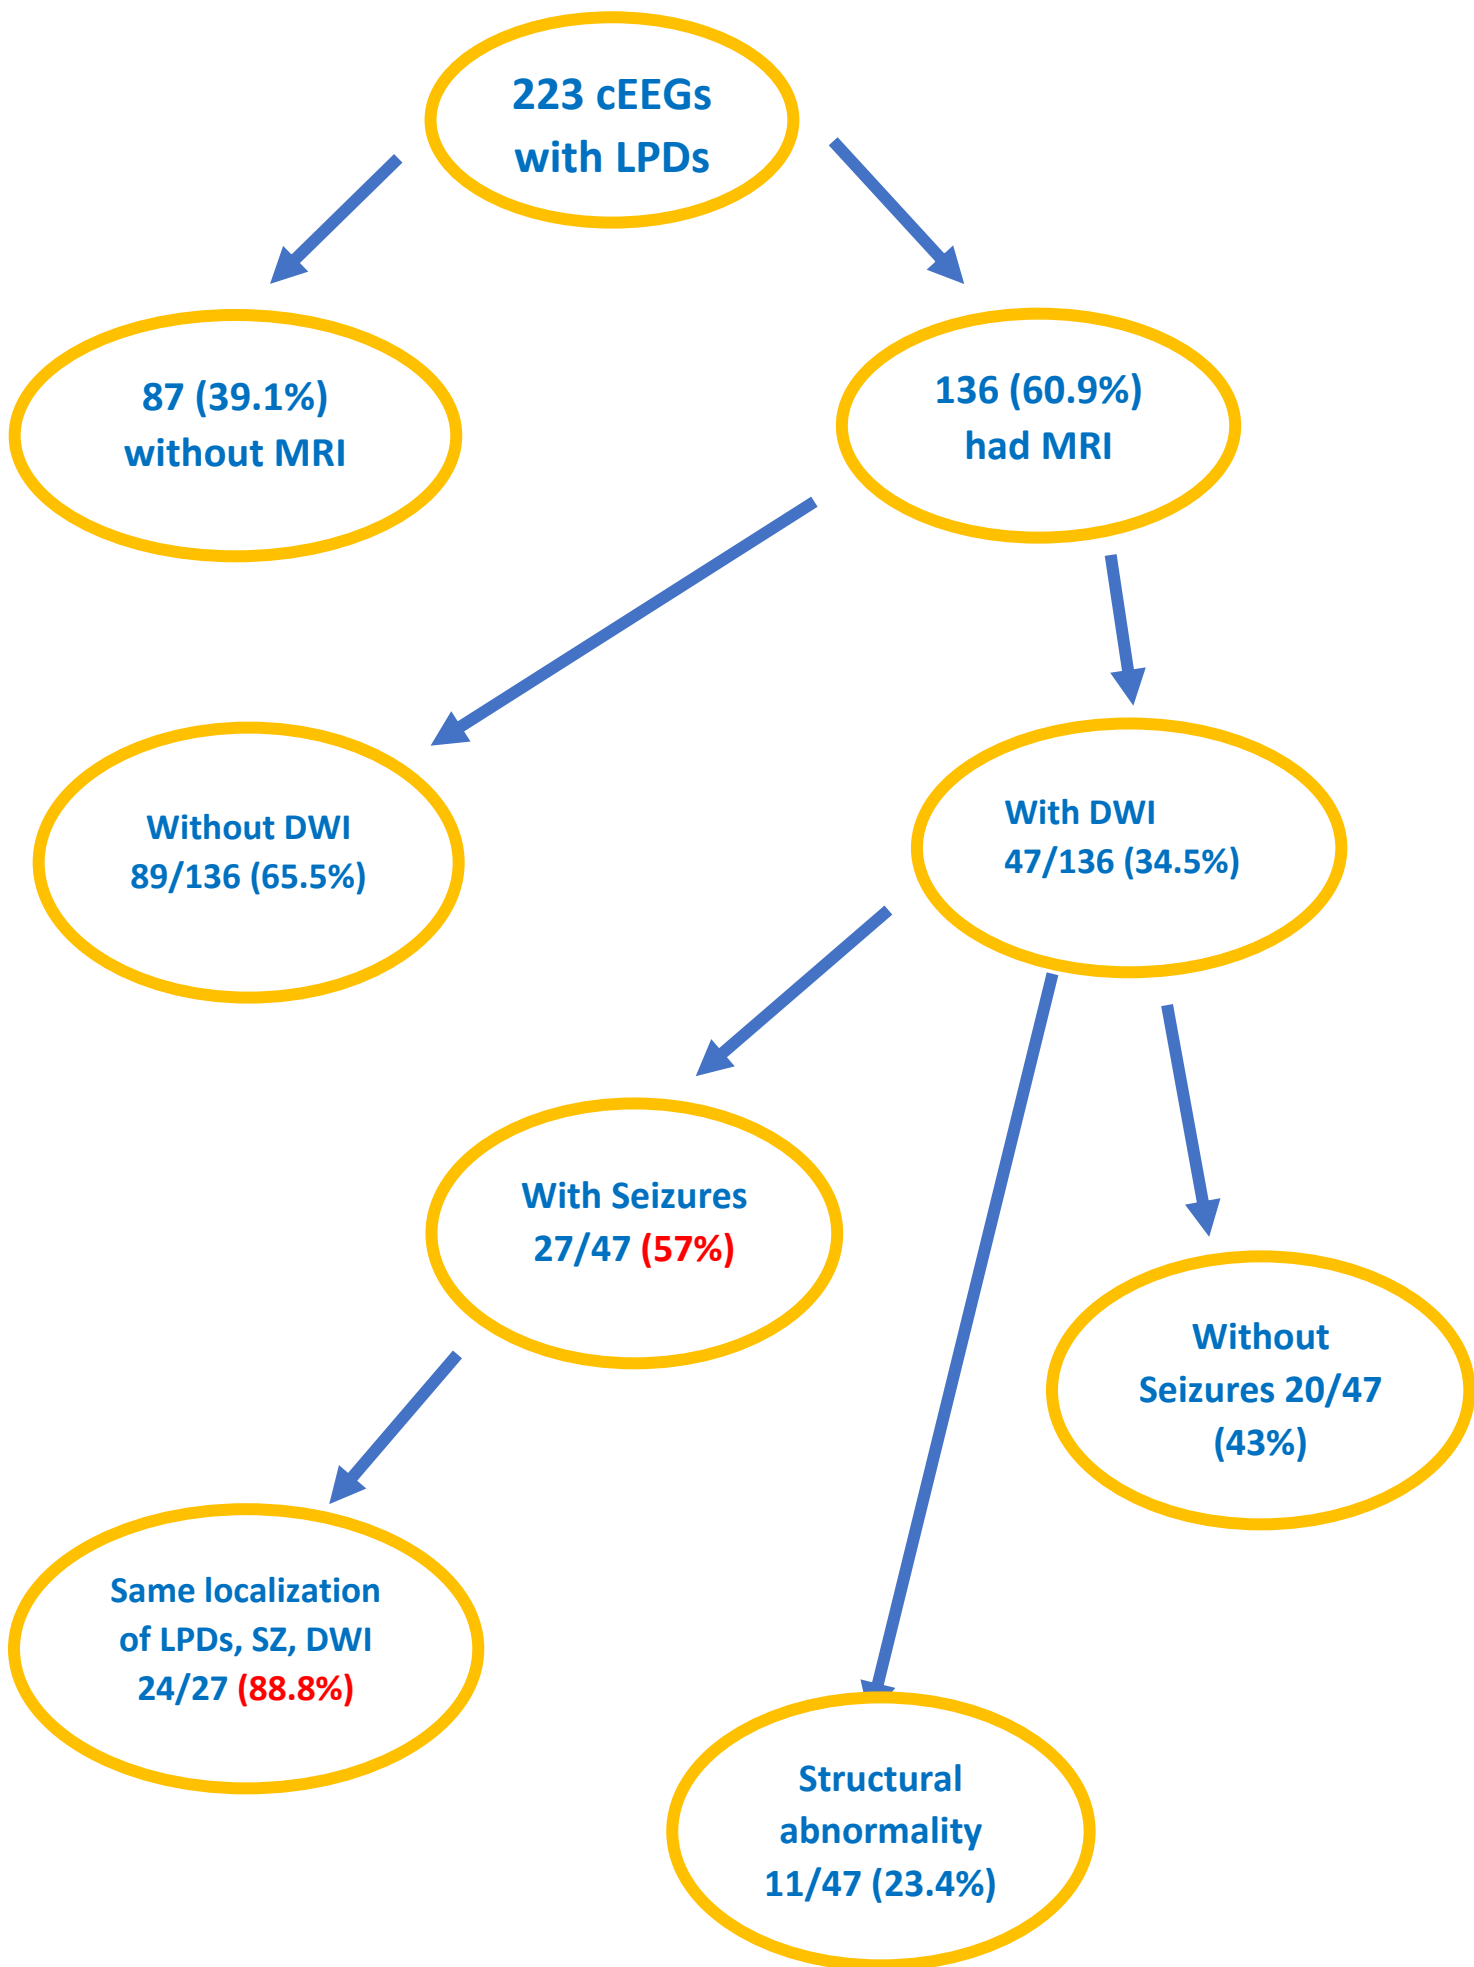 223 cEEGs
with LPDs
87 (39.1%)
without MRI
136 (60.9%)
had MRI
Without DWI
89/136 (65.5%)
With DWI
47/136 (34.5%)
With Seizures
27/47 (57%)
Without
Seizures 20/47
(43%)
Same localization
of LPDs, SZ, DWI
24/27 (88.8%)
Structural
abnormality
11/47 (23.4%)